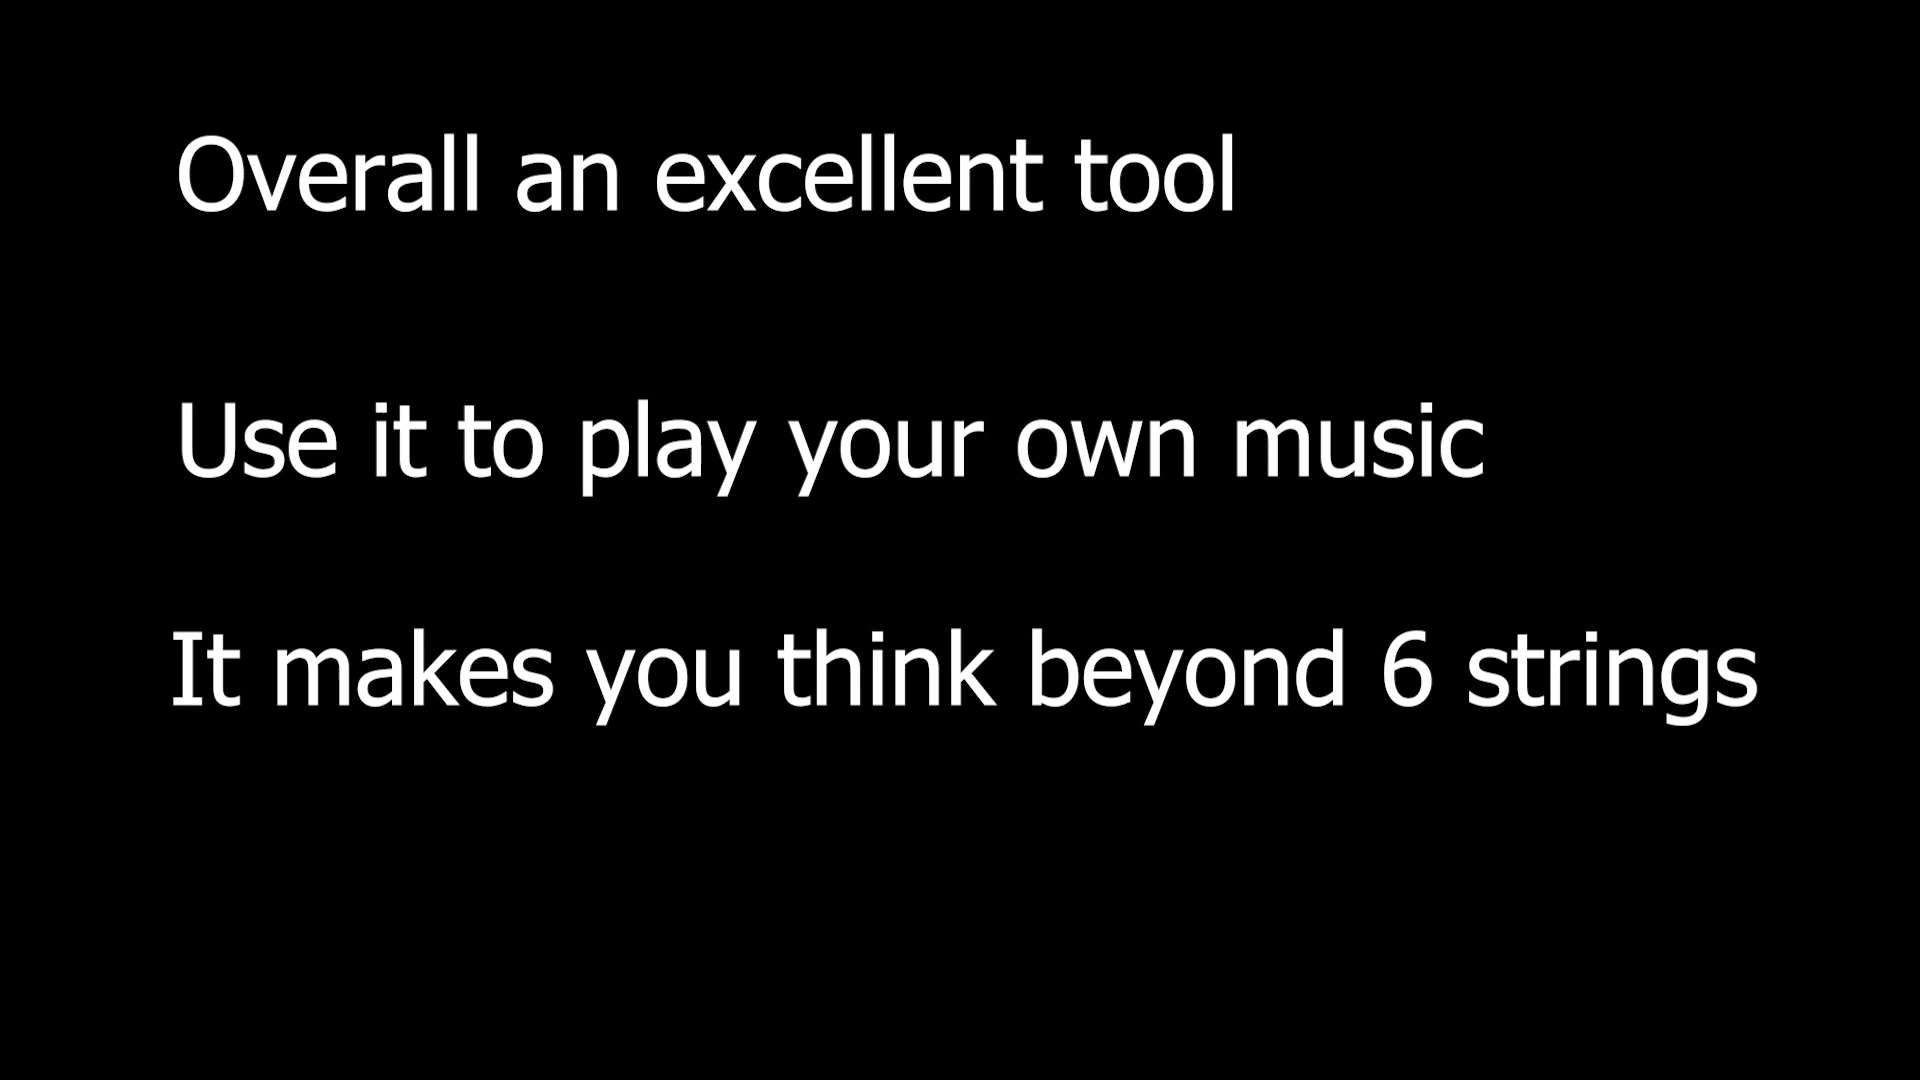 Overall an excellent tool
Use it to play your own music
It makes you think beyond 6 strings